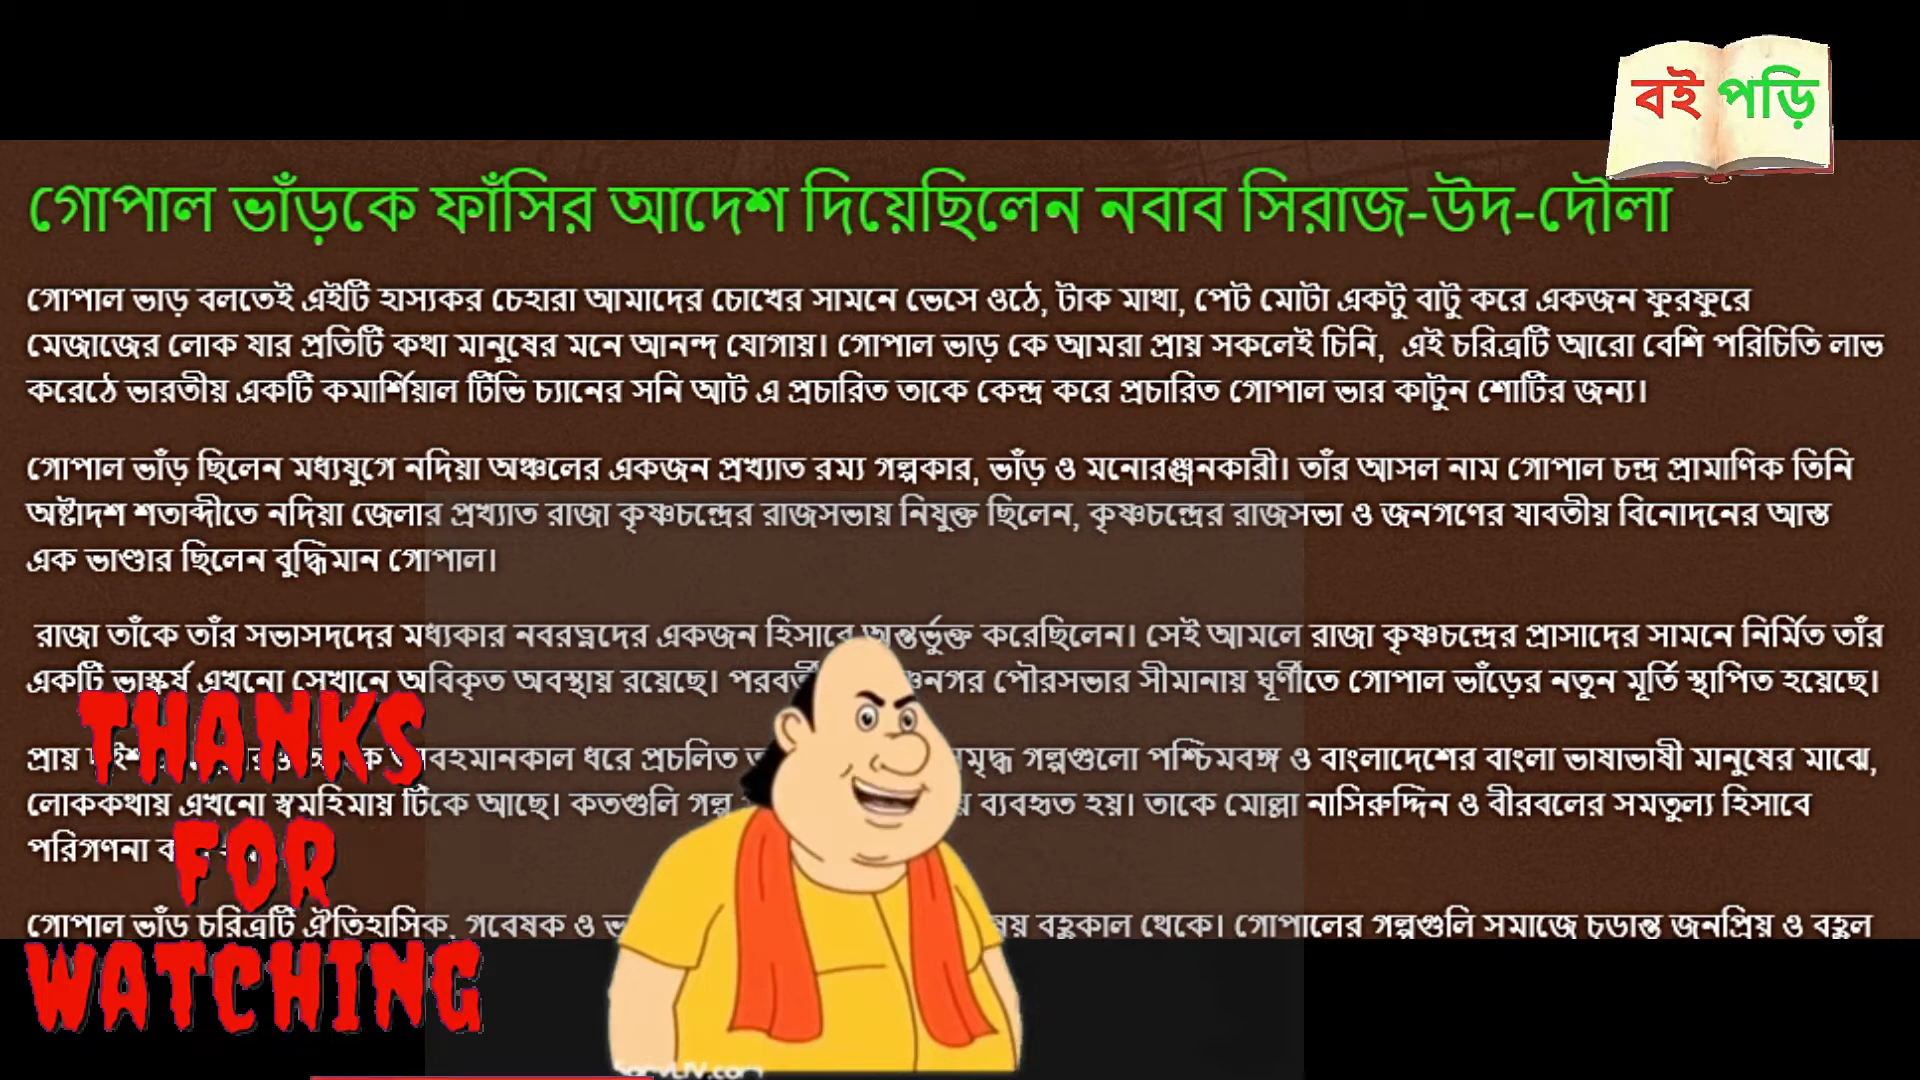 বই পড়ি
গোপাল ভাঁড়কে ফাঁসির আদেশ দিয়েছিলেন নবাব সিরাজ-উদ-দৌলা
গোপাল ভাড় বলতেই এইটি হাস্যকর চেহারা আমাদের চোখের সামনে ভেসে ওঠে, টাক মাথা, পেট মোটা একটু বাটু করে একজন ফুরফুরে
মেজাজের লোক যার প্রতিটি কথা মানুষের মনে আনন্দ যোগায়। গোপাল ভাড় কে আমরা প্রায় সকলেই চিনি, এই চরিত্রটি আরো বেশি পরিচিতি লাভ
করেঠে ভারতীয় একটি কমার্শিয়াল টিভি চ্যানের সনি আট এ প্রচারিত তাকে কেন্দ্র করে প্রচারিত গোপাল ভার কাটুন শোটির জন্য।
গোপাল ভাঁড় ছিলেন মধ্যযুগে নদিয়া অঞ্চলের একজন প্রখ্যাত রম্য গল্পকার, ভাঁড় ও মনোরঞ্জনকারী। তাঁর আসল নাম গোপাল চন্দ্র প্রামাণিক তিনি
অষ্টাদশ শতাব্দীতে নদিয়া জেলার প্রখ্যাত রাজা কৃষ্ণচন্দ্রের রাজসভায় নিযুক্ত ছিলেন, কৃষ্ণচন্দ্রের রাজসভা ও জনগণের যাবতীয় বিনোদনের আস্ত
এক ভাণ্ডার ছিলেন বুদ্ধিমান গোপাল।
রাজা তাঁকে তাঁর সভাসদদের মধ্যকার নবরত্নদের একজন হিসাবে অন্তর্ভুক্ত করেছিলেন। সেই আমলে রাজা কৃষ্ণচন্দ্রের প্রাসাদের সামনে নির্মিত তাঁর
একটি ভাস্কর্য এখনো সেখানে অবিকৃত অবস্থায় রয়েছে। পৌরসভার সীমানায় ঘূর্ণীতে গোপাল ভাঁড়ের নতুন মূর্তি স্থাপিত হয়েছে।
প্রায় আবহমানকাল ধরে প্রচলিত গল্পগুলো পশ্চিমবঙ্গ ও বাংলাদেশের বাংলা ভাষাভাষী মানুষের মাঝে,
লোককথায় এখনো স্বমহিমায় টিকে আছে। কতগুলি গল্প ব্যবহৃত হয়। তাকে মোল্লা নাসিরুদ্দিন ও বীরবলের সমতুল্য হিসাবে
পরিগণনা
গোপাল ভাঁড় চরিত্রটি ঐতিহাসিক, গবেষক ও বহুকাল থেকে। গোপালের গল্পগুলি সমাজে চূড়ান্ত জনপ্রিয় ও বহুল
THANKS
FOR
WATCHING